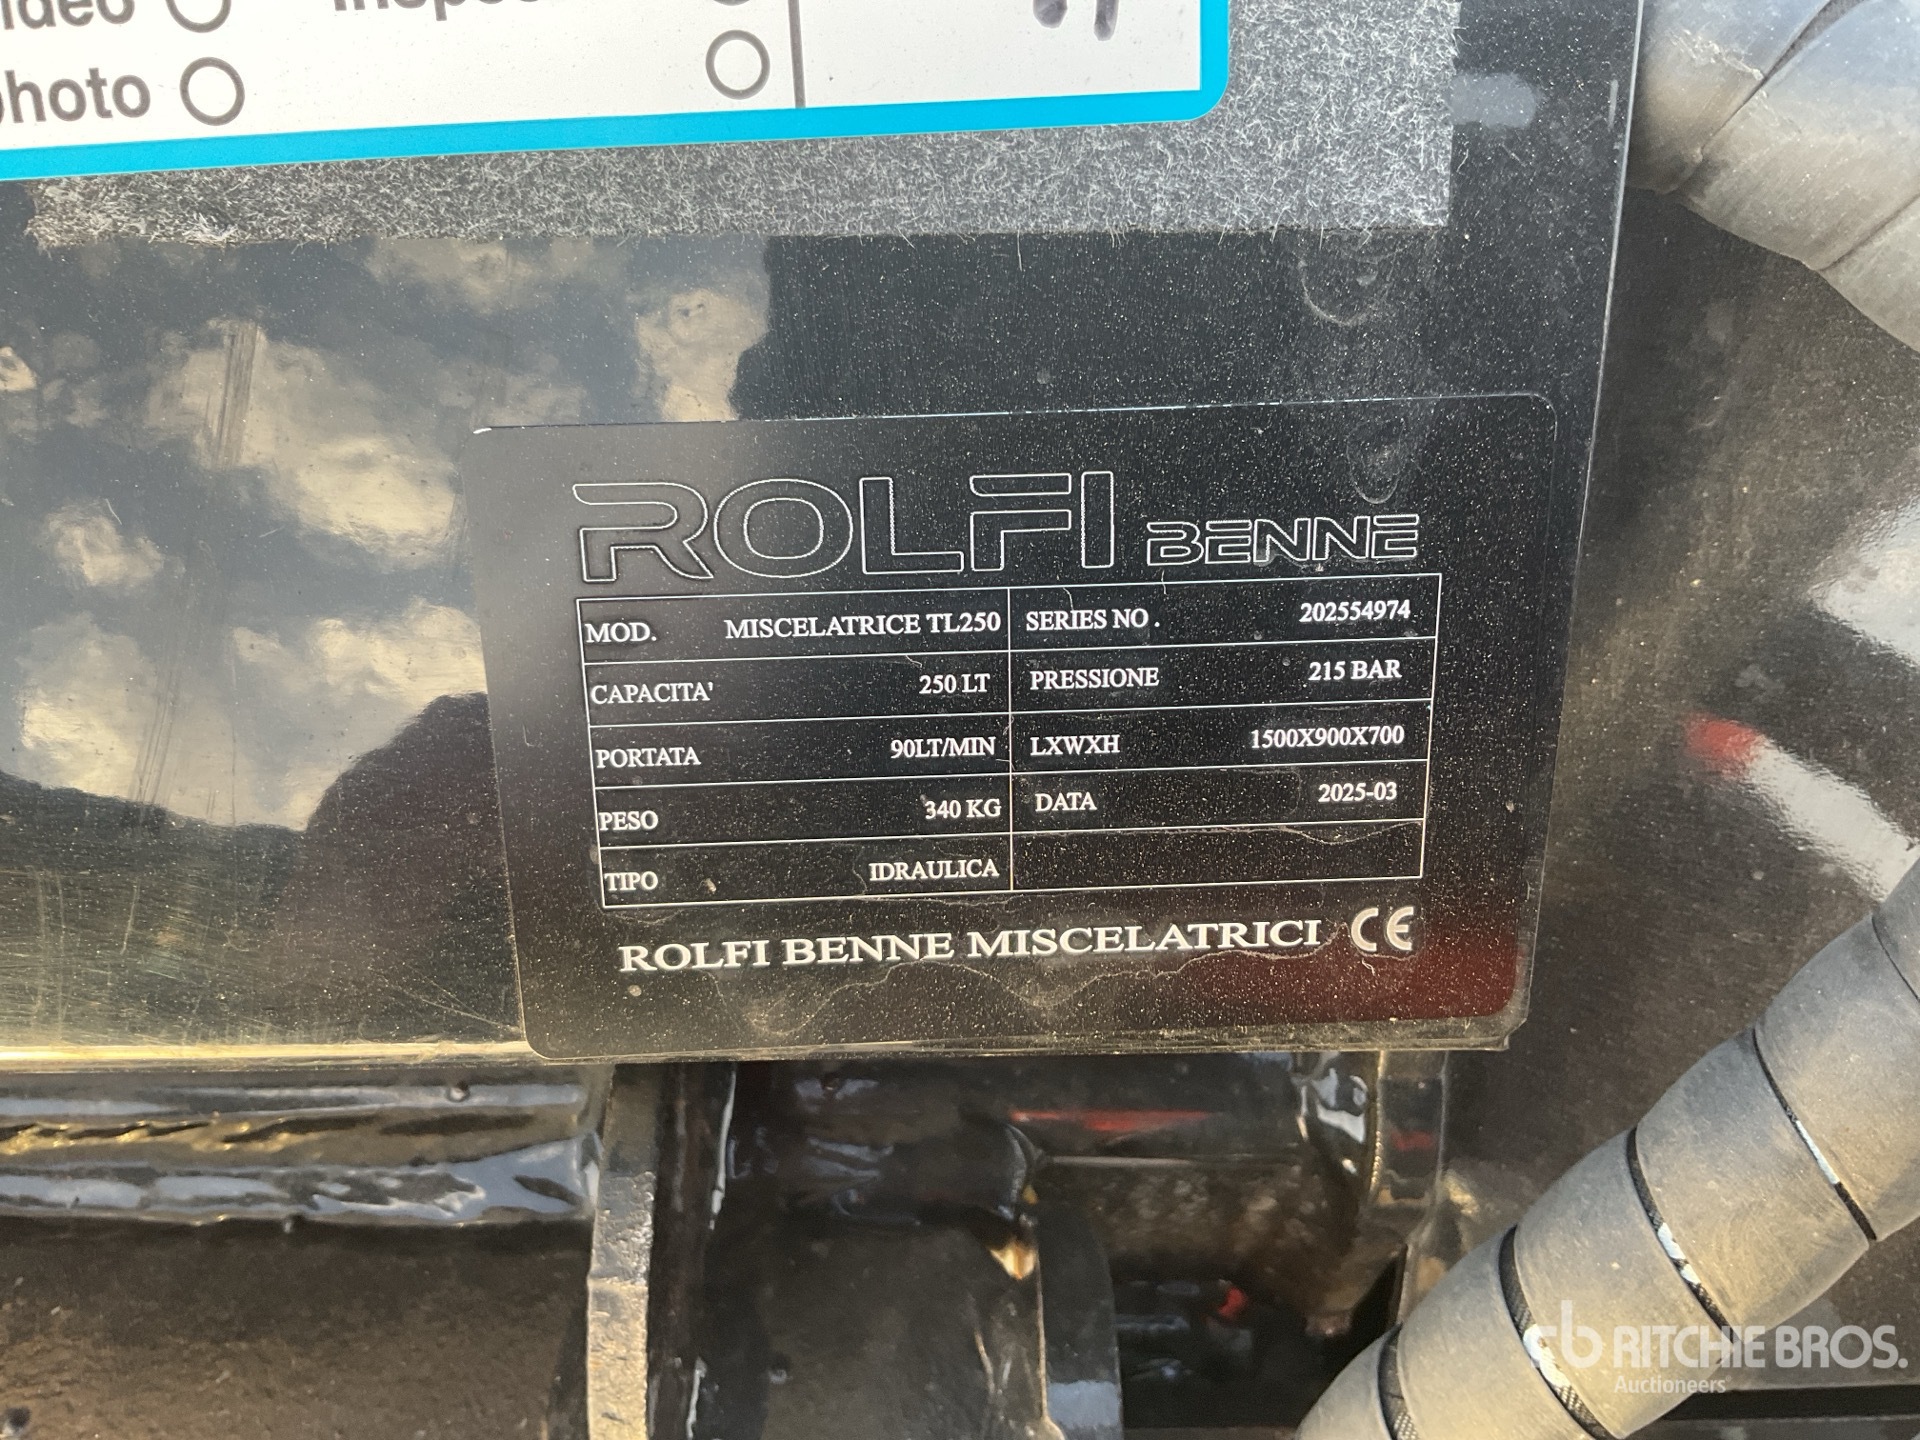 photo
ROLFI BENNE
MOD. MISCELATRICE TL250 SERIES NO . 202554974
CAPACITA' 250 LT PRESSIONE 215 BAR
PORTATA 90LT/MIN LXWXH 1500X900X700
PESO 340 KG DATA 2025-03
TIPO IDRAULICA
ROLFI BENNE MISCELATRICI CE
rb RITCHIE BROS.
Auctioneers